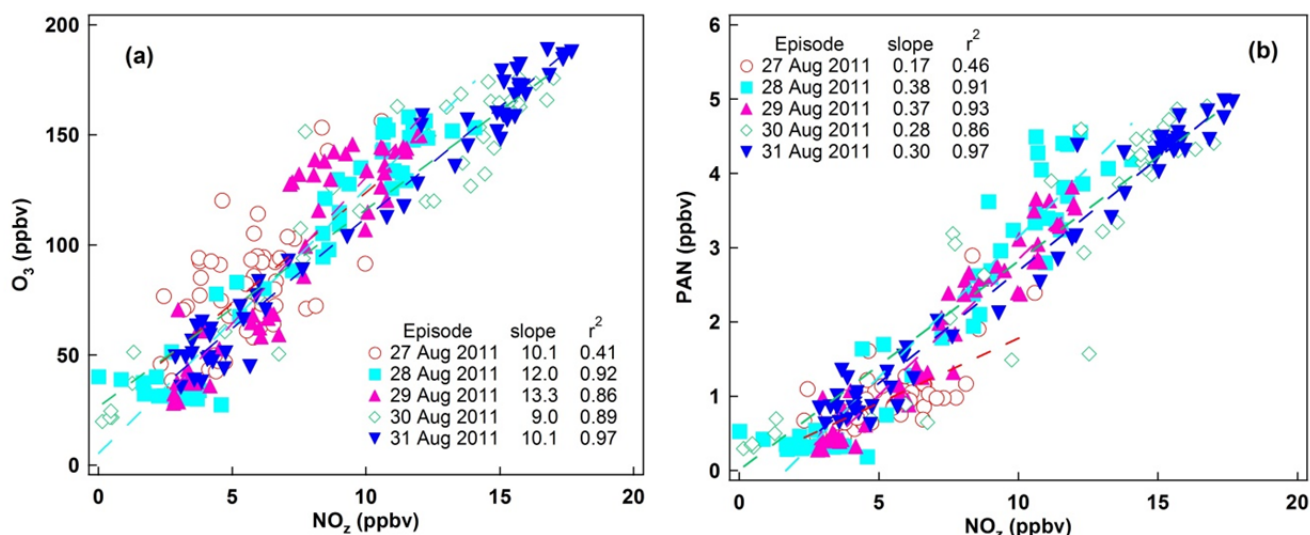 (a)
200
150
100
50
0
O3 (ppbv)
Episode slope r2
27 Aug 2011 10.1 0.41
28 Aug 2011 12.0 0.92
29 Aug 2011 13.3 0.86
30 Aug 2011 9.0 0.89
31 Aug 2011 10.1 0.97
0 5 10 15 20
NOz (ppbv)
(b)
6
5
4
3
2
1
0
PAN (ppbv)
Episode slope r2
27 Aug 2011 0.17 0.46
28 Aug 2011 0.38 0.91
29 Aug 2011 0.37 0.93
30 Aug 2011 0.28 0.86
31 Aug 2011 0.30 0.97
0 5 10 15 20
NOz (ppbv)